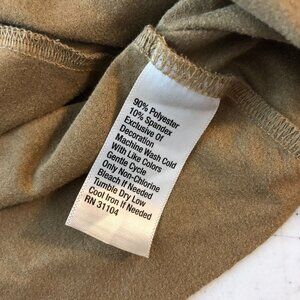 90% Polyester
10% Spandex
Exclusive Of
Decoration
Machine Wash Cold
With Like Colors
Gentle Cycle
Only Non-Chlorine
Bleach If Needed
Tumble Dry Low
Cool Iron If Needed
RN 31104